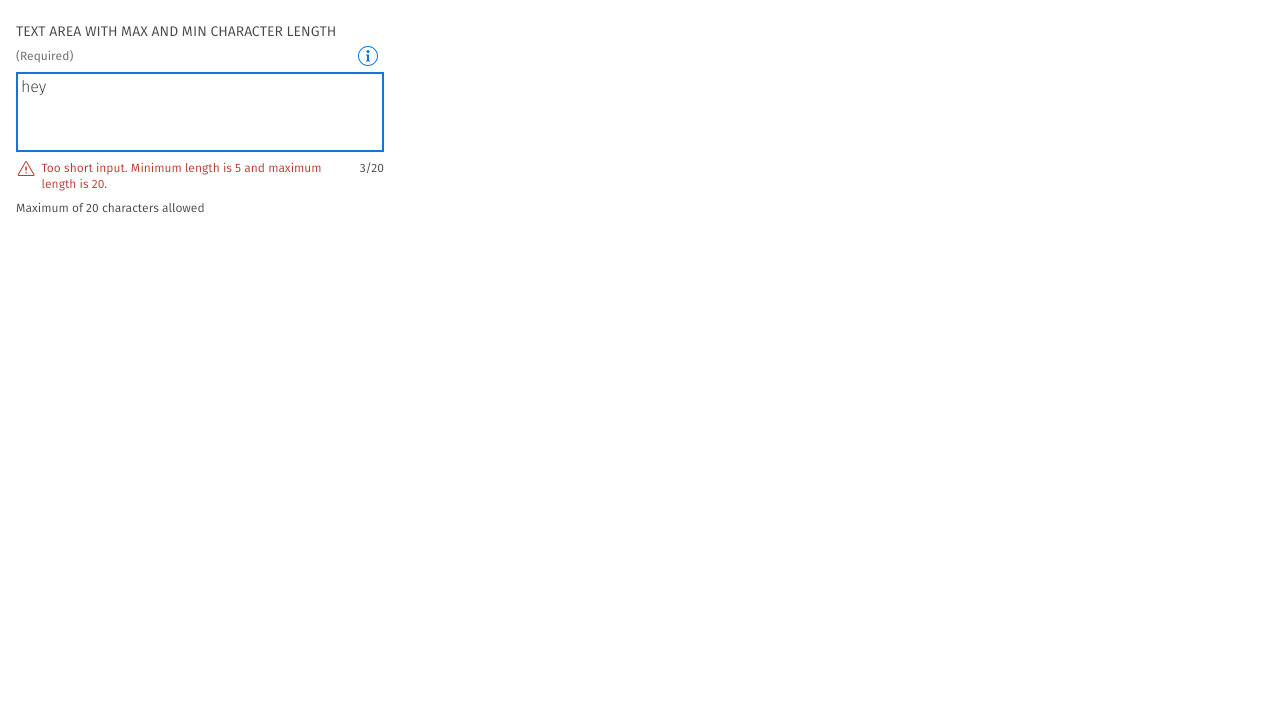 TEXT AREA WITH MAX AND MIN CHARACTER LENGTH
(Required)
hey
Too short input. Minimum length is 5 and maximum
length is 20.
3/20
Maximum of 20 characters allowed